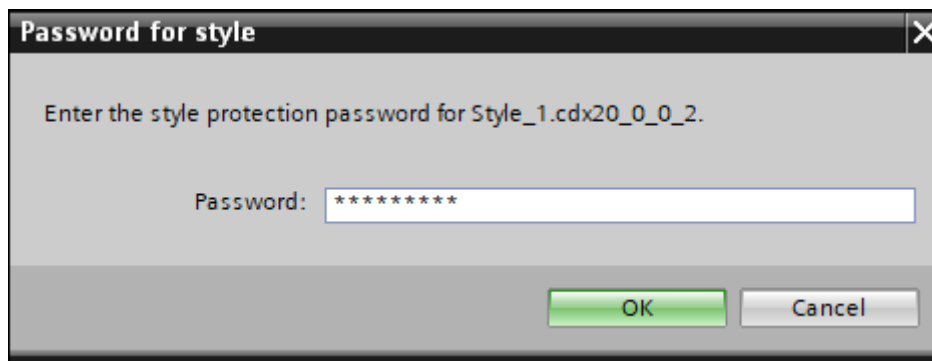 Password for style
Enter the style protection password for Style_1.cdx20_0_0_2.
Password: *********
OK Cancel